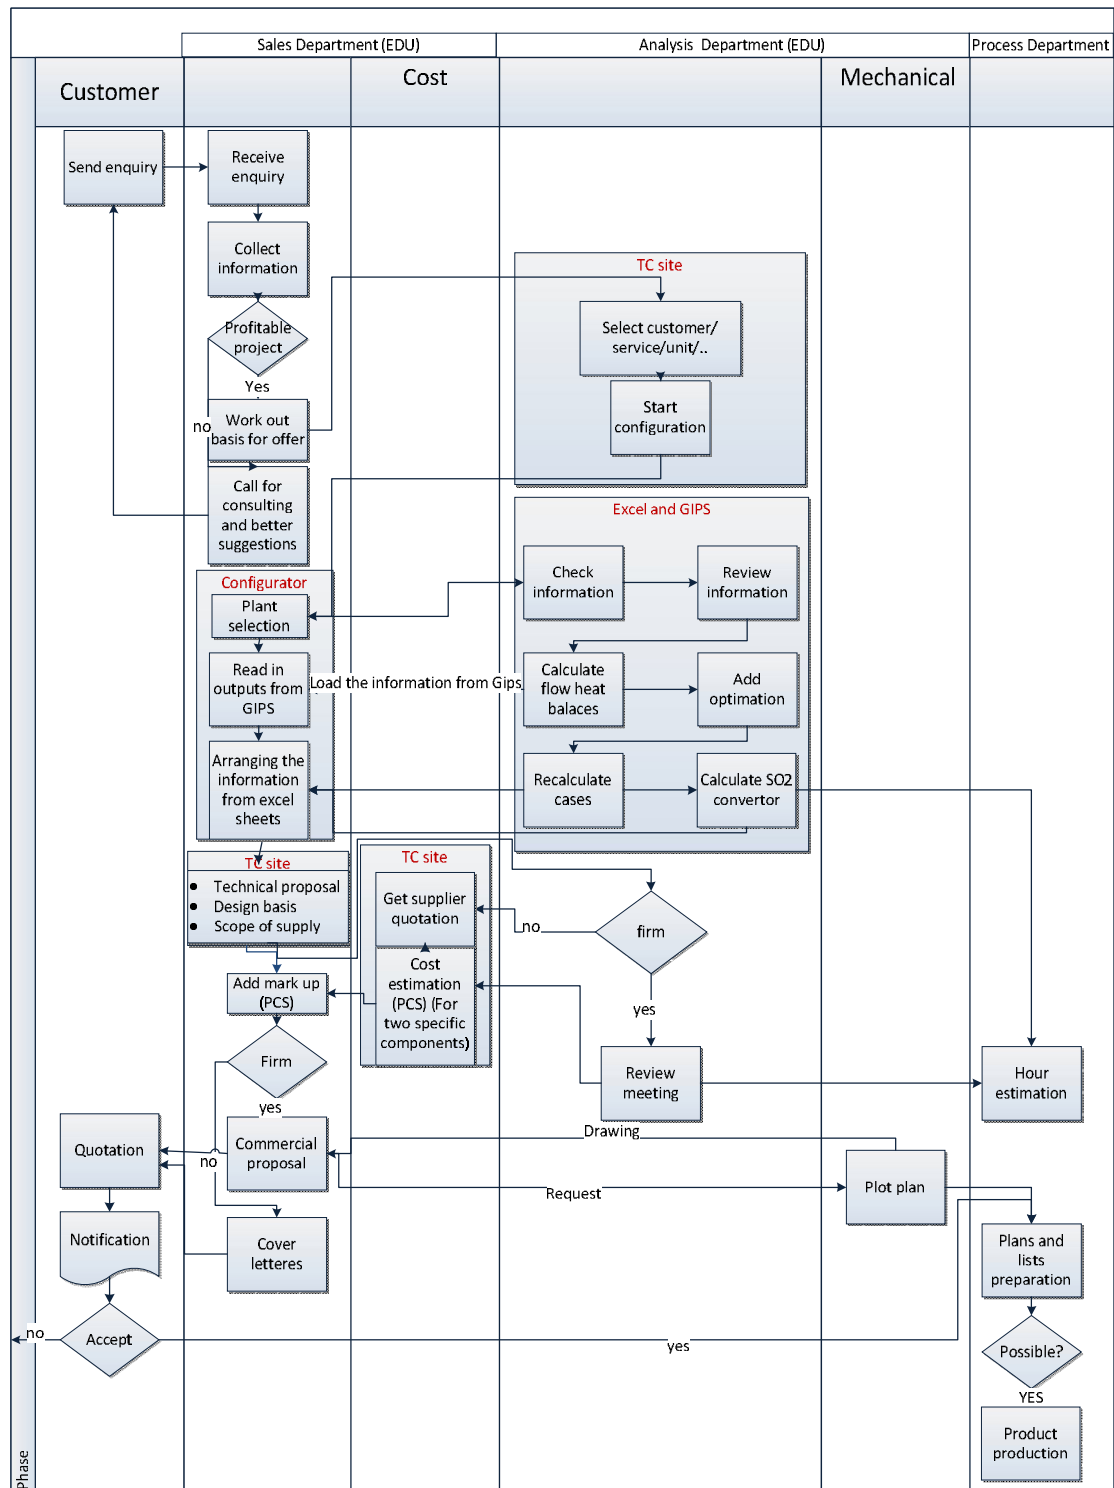 Sales Department (EDU)
Analysis  Department (EDU)
Process Department
Customer
Cost
Mechanical
Send enquiry
Receive
enquiry
Collect
information
Profitable
project
Yes
no
Work out
basis for offer
Call for
consulting
and better
suggestions
TC site
Select customer/
service/unit/..
Start
configuration
Excel and GIPS
Check
information
Review
information
Calculate
flow heat
balaces
Add
optimation
Recalculate
cases
Calculate SO2
convertor
Configurator
Plant
selection
Read in
outputs from
GIPS
Load the information from Gips
Arranging the
information
from excel
sheets
TC site
• Technical proposal
• Design basis
• Scope of supply
TC site
Get supplier
quotation
Cost
estimation
(PCS) (For
two specific
components)
no
firm
yes
Review
meeting
Hour
estimation
Add mark up
(PCS)
Firm
yes
no
Commercial
proposal
Cover
letteres
Drawing
Request
Plot plan
Quotation
Notification
Accept
no
yes
Plans and
lists
preparation
Possible?
YES
Product
production
Phase